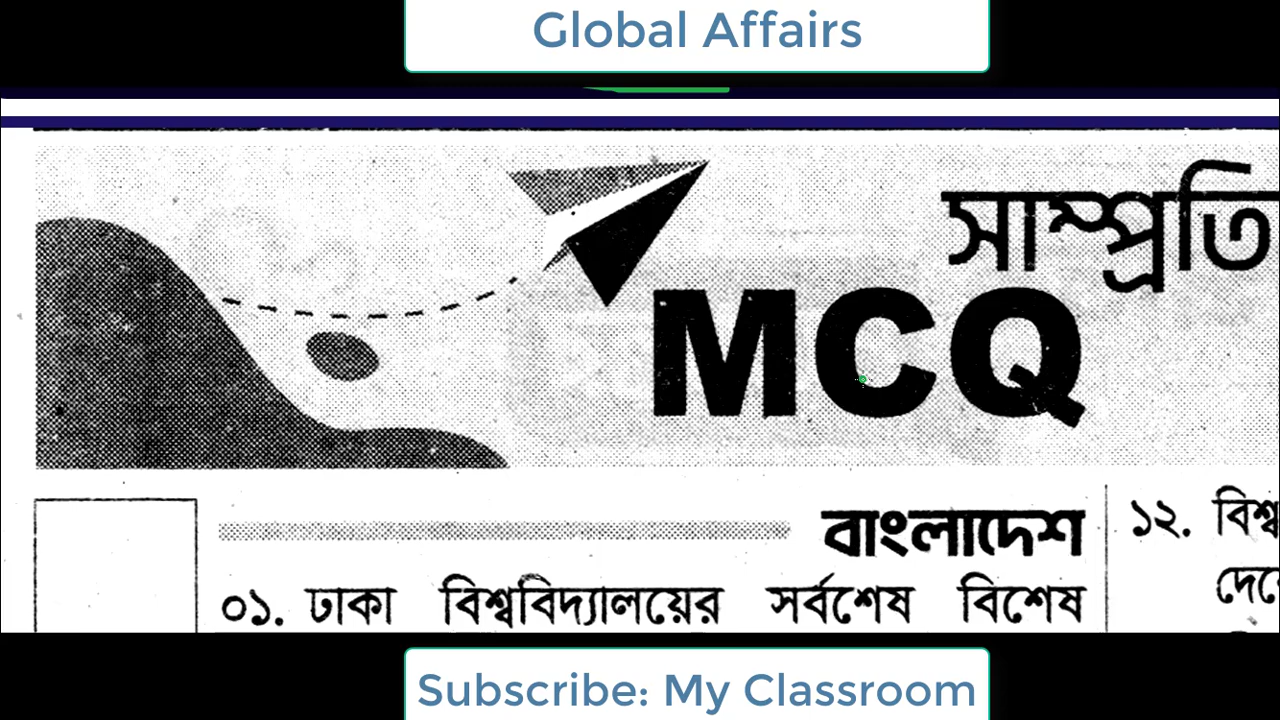 Global Affairs
সাম্প্রতি
MCQ
বাংলাদেশ
০১. ঢাকা বিশ্ববিদ্যালয়ের সর্বশেষ বিশেষ
১২. বিশ্ব
দেশে
Subscribe: My Classroom